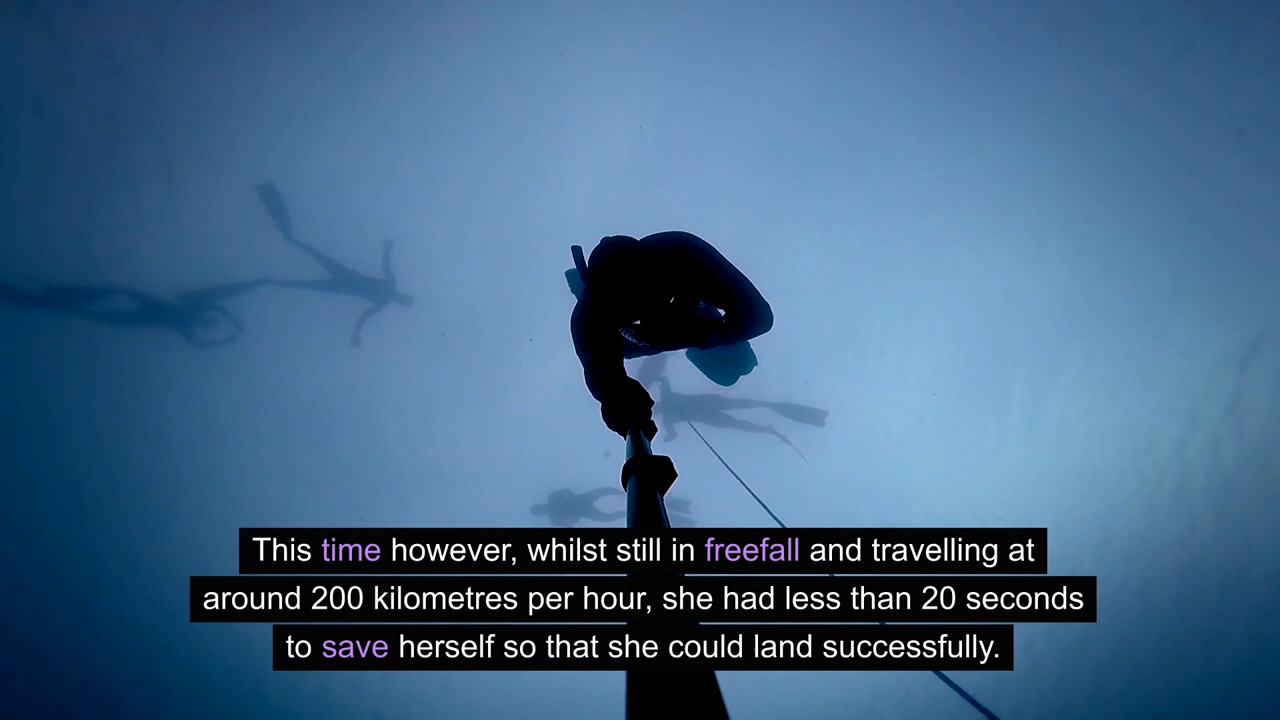 This time however, whilst still in freefall and travelling at
around 200 kilometres per hour, she had less than 20 seconds
to save herself so that she could land successfully.